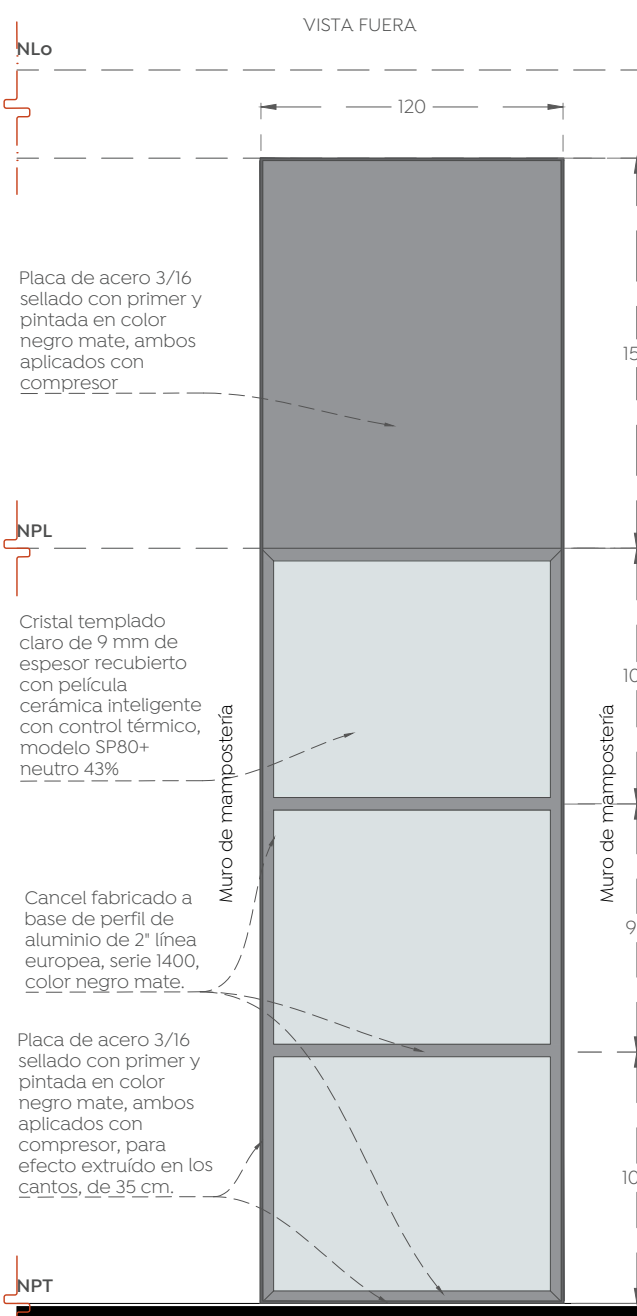 VISTA FUERA
NLo
120
Placa de acero 3/16
sellado con primer y
pintada en color
negro mate, ambos
aplicados con
compresor
15
NPL
Cristal templado
claro de 9 mm de
espesor recubierto
con película
cerámica inteligente
con control térmico,
modelo SP80+
neutro 43%
10
Muro de mampostería
Muro de mampostería
Cancel fabricado a
base de perfil de
aluminio de 2" línea
europea, serie 1400,
color negro mate.
9
Placa de acero 3/16
sellado con primer y
pintada en color
negro mate, ambos
aplicados con
compresor, para
efecto extruído en los
cantos, de 35 cm.
10
NPT